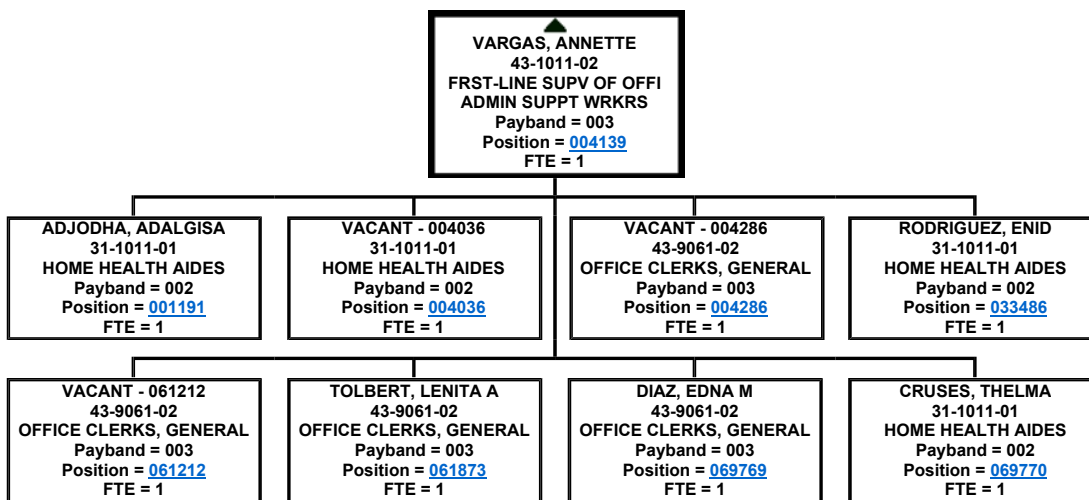 VARGAS, ANNETTE
43-1011-02
FRST-LINE SUPV OF OFFI
ADMIN SUPPT WRKRS
Payband = 003
Position = 004139
FTE = 1
ADJODHA, ADALGISA
31-1011-01
HOME HEALTH AIDES
Payband = 002
Position = 001191
FTE = 1
VACANT - 004036
31-1011-01
HOME HEALTH AIDES
Payband = 002
Position = 004036
FTE = 1
VACANT - 004286
43-9061-02
OFFICE CLERKS, GENERAL
Payband = 003
Position = 004286
FTE = 1
RODRIGUEZ, ENID
31-1011-01
HOME HEALTH AIDES
Payband = 002
Position = 033486
FTE = 1
VACANT - 061212
43-9061-02
OFFICE CLERKS, GENERAL
Payband = 003
Position = 061212
FTE = 1
TOLBERT, LENITA A
43-9061-02
OFFICE CLERKS, GENERAL
Payband = 003
Position = 061873
FTE = 1
DIAZ, EDNA M
43-9061-02
OFFICE CLERKS, GENERAL
Payband = 003
Position = 069769
FTE = 1
CRUSES, THELMA
31-1011-01
HOME HEALTH AIDES
Payband = 002
Position = 069770
FTE = 1